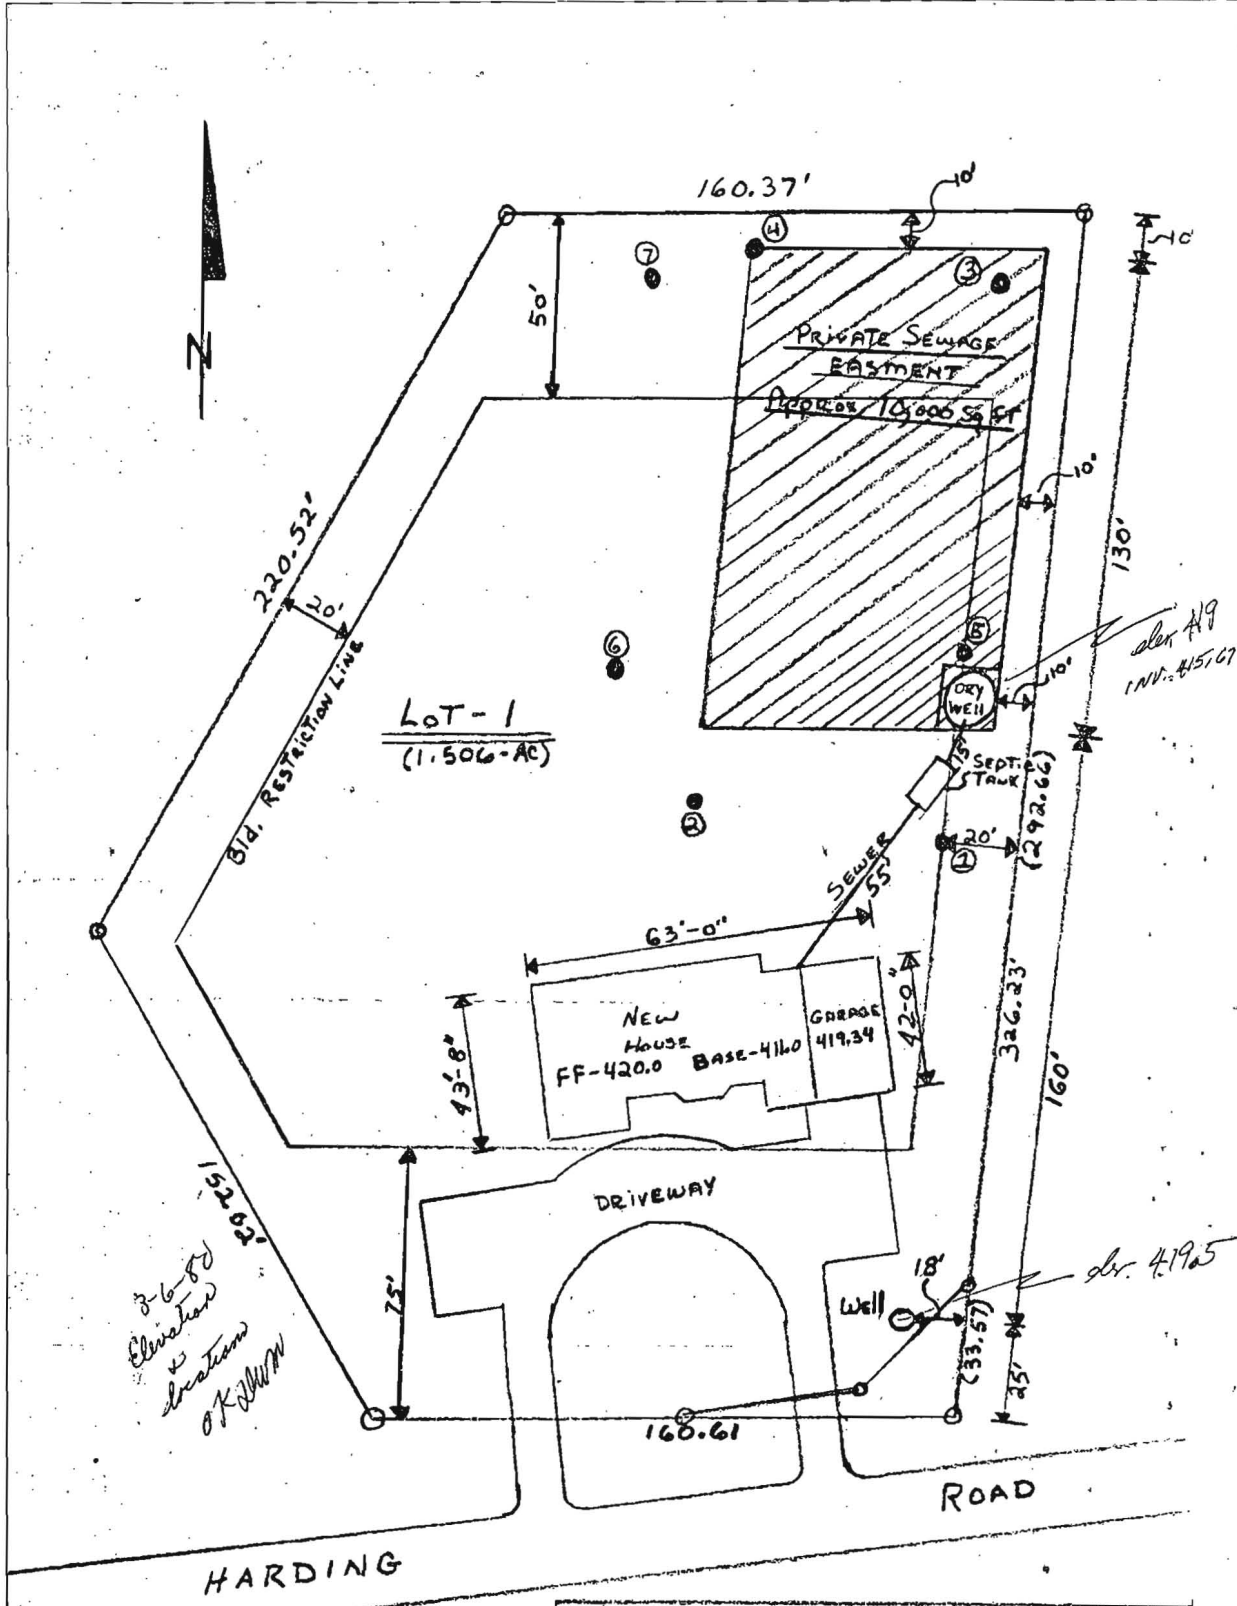 160.37'
10'
10'
N
50'
7
4
3
PRIVATE SEWAGE
EASMENT
Approx 10,000 Sq FT
10'
130'
220.52'
20'
Bld. RESTRICTION LINE
6
5
DRY
WELL
10'
elev 419
INV. 415.67
LOT - 1
(1.506-AC)
15'
SEPTIC
TANK
2
1
20'
(292.66)
SEWER
55'
63'-0"
326.23'
160'
NEW
HOUSE
FF-420.0
BASE-411.0
GARAGE
419.34
42-0"
43'-8"
152.02'
75'
DRIVEWAY
3-6-80
Elevation
&
location
OK
18'
Well
elv. 419.5
(33.57)
25'
160.61
HARDING
ROAD